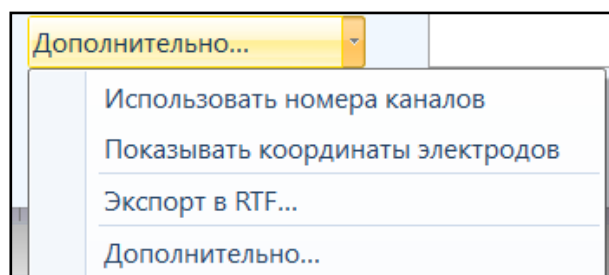 Дополнительно...
Использовать номера каналов
Показывать координаты электродов
Экспорт в RTF...
Дополнительно...